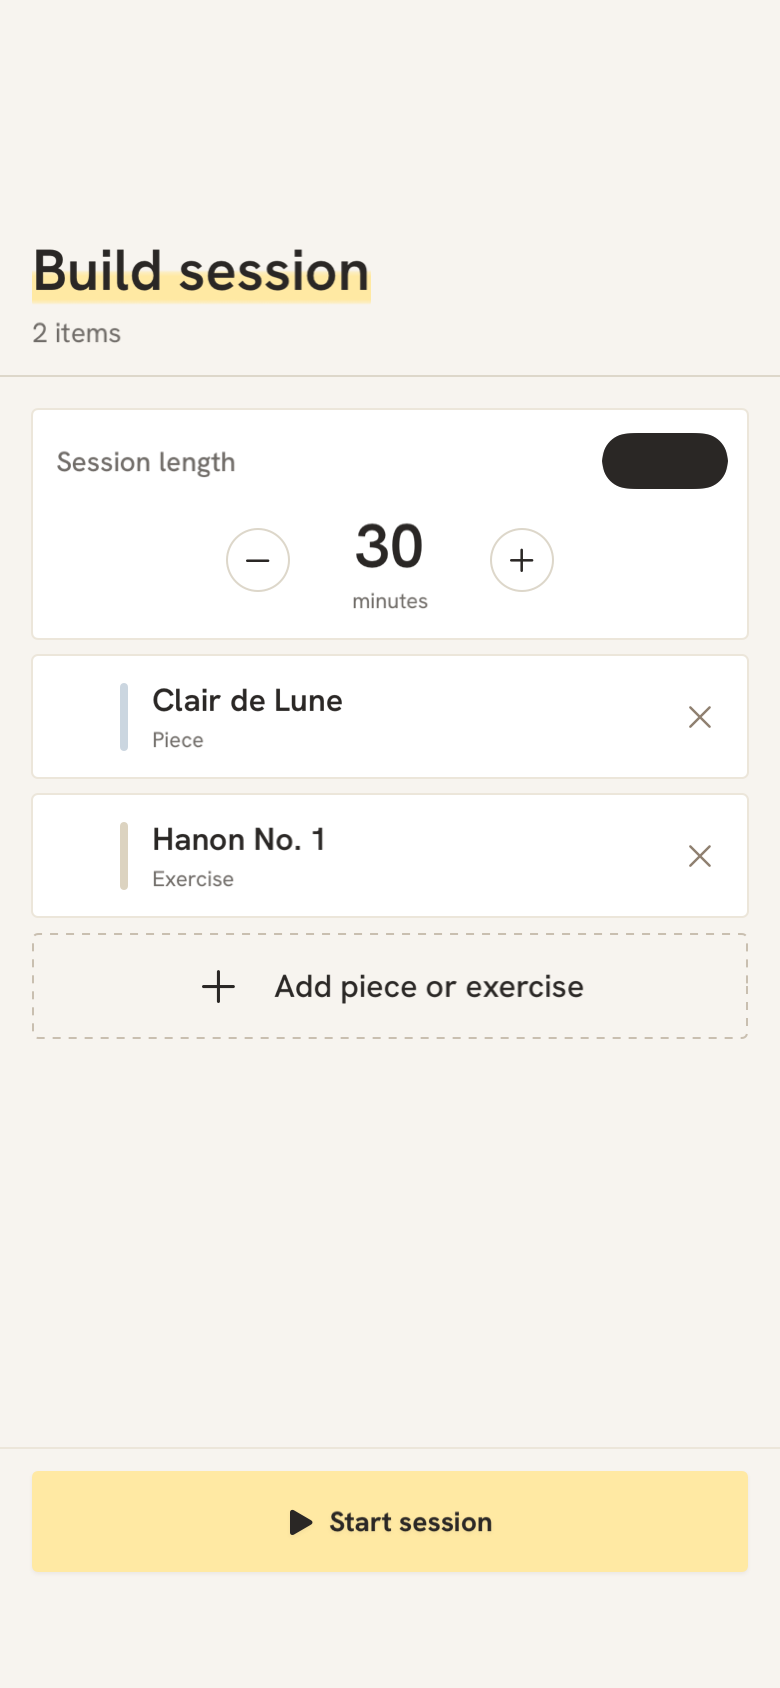 Build session
2 items
Session length
30
minutes
Clair de Lune
Piece
Hanon No. 1
Exercise
Add piece or exercise
Start session